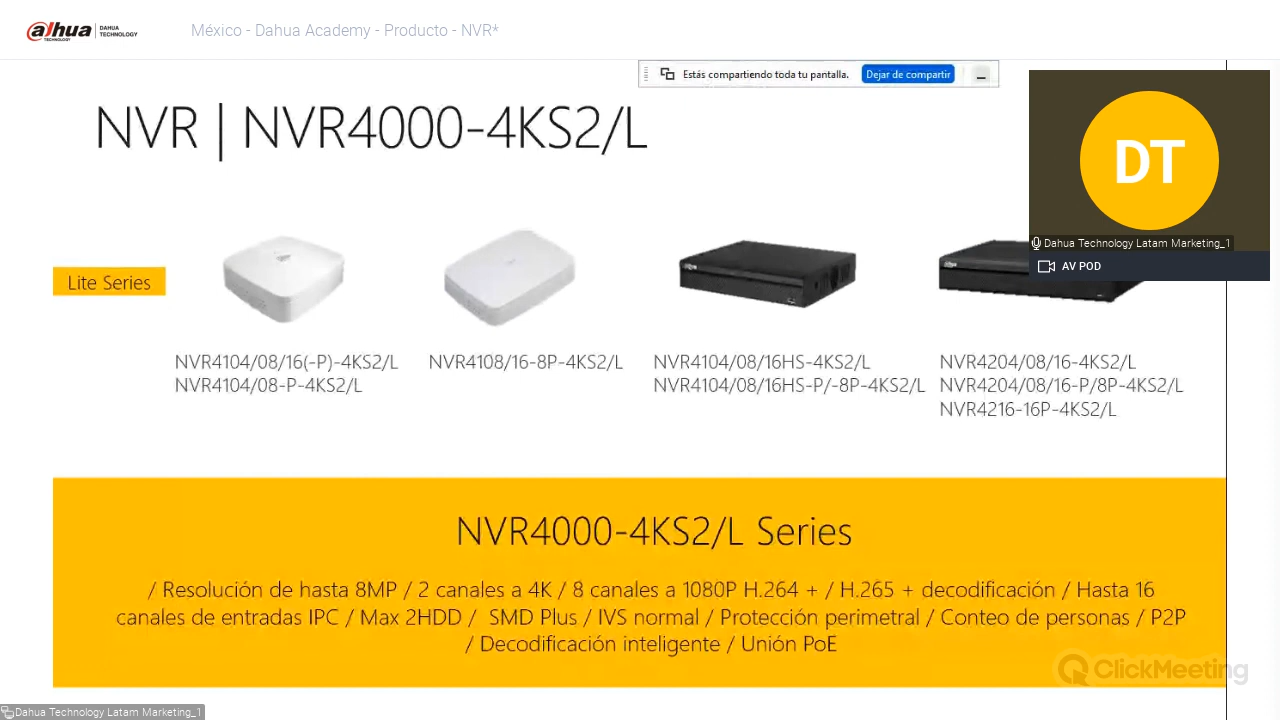 alhua DAHUA TECHNOLOGY
TECHNOLOGY
México - Dahua Academy - Producto - NVR*
Estás compartiendo toda tu pantalla. Dejar de compartir
NVR | NVR4000-4KS2/L
DT
Dahua Technology Latam Marketing_1
AV POD
Lite Series
NVR4104/08/16(-P)-4KS2/L
NVR4104/08-P-4KS2/L
NVR4108/16-8P-4KS2/L
NVR4104/08/16HS-4KS2/L
NVR4104/08/16HS-P/-8P-4KS2/L
NVR4204/08/16-4KS2/L
NVR4204/08/16-P/8P-4KS2/L
NVR4216-16P-4KS2/L
NVR4000-4KS2/L Series
/ Resolución de hasta 8MP / 2 canales a 4K / 8 canales a 1080P H.264 + / H.265 + decodificación / Hasta 16
canales de entradas IPC / Max 2HDD / SMD Plus / IVS normal / Protección perimetral / Conteo de personas / P2P
/ Decodificación inteligente / Unión PoE
ClickMeeting
Dahua Technology Latam Marketing_1